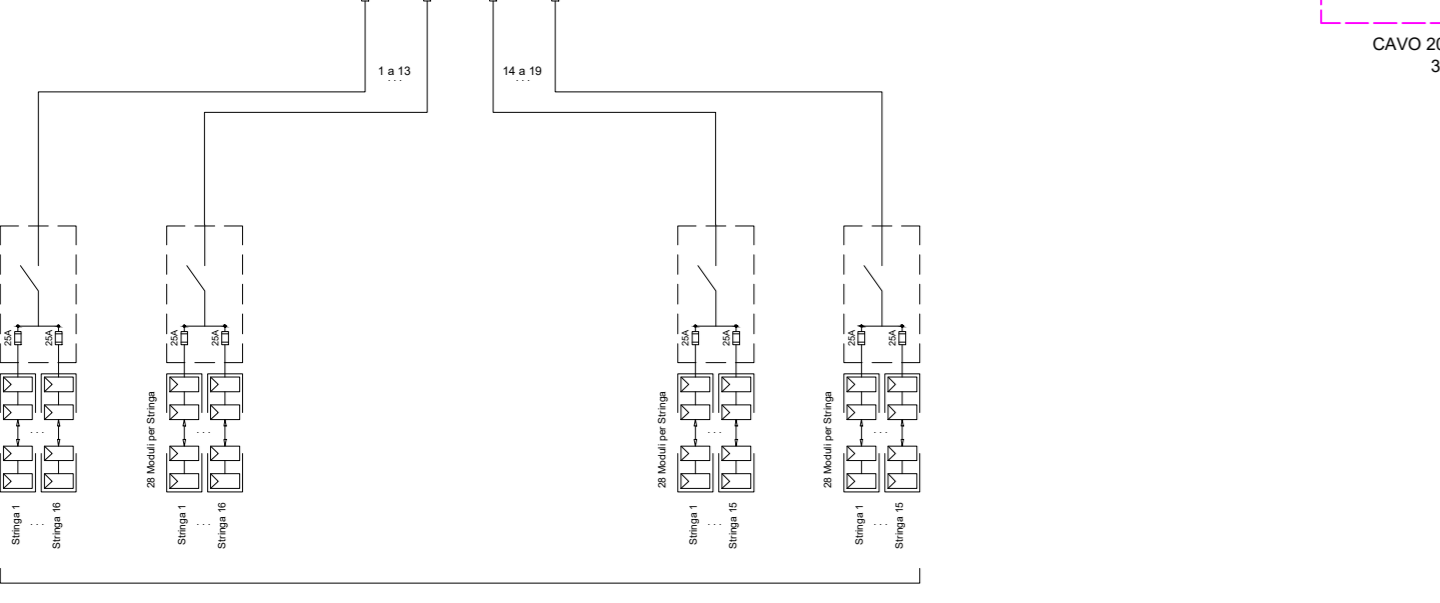 CAVO 20
3
1 a 13
. . .
14 a 19
. . .
25A
25A
25A
25A
25A
25A
25A
25A
28 Moduli per Stringa
28 Moduli per Stringa
28 Moduli per Stringa
. . .
. . .
. . .
. . .
Stringa 1
. . .
Stringa 16
Stringa 1
. . .
Stringa 16
Stringa 1
. . .
Stringa 15
Stringa 1
. . .
Stringa 15